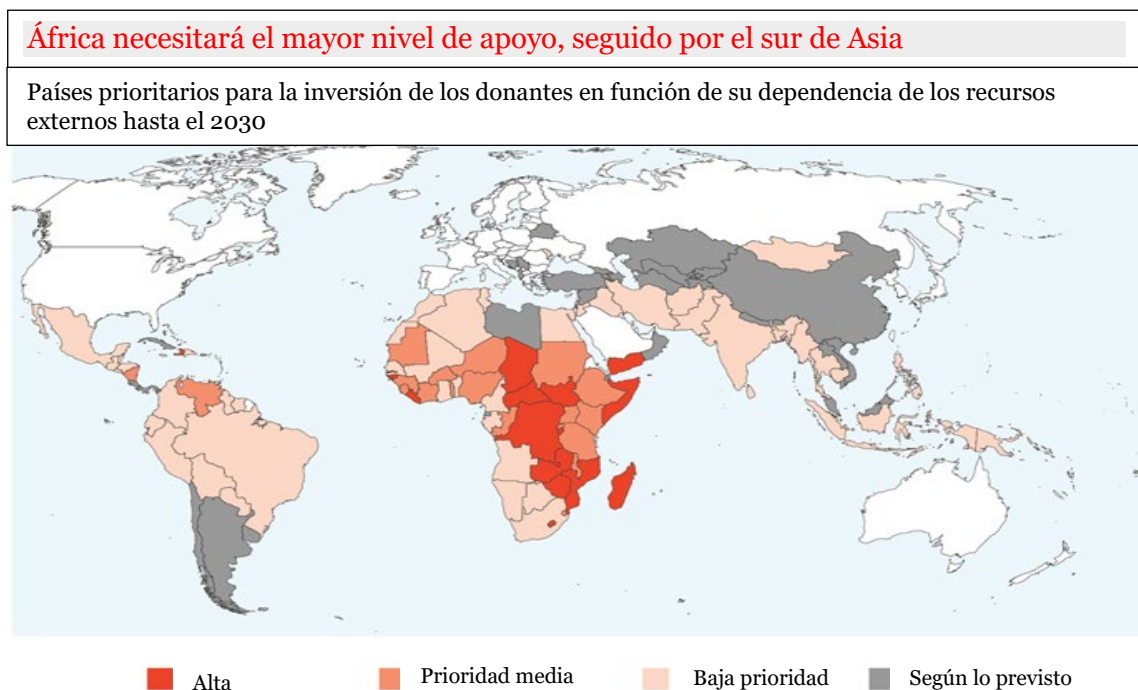 África necesitará el mayor nivel de apoyo, seguido por el sur de Asia
Países prioritarios para la inversión de los donantes en función de su dependencia de los recursos
externos hasta el 2030
Alta
Prioridad media
Baja prioridad
Según lo previsto